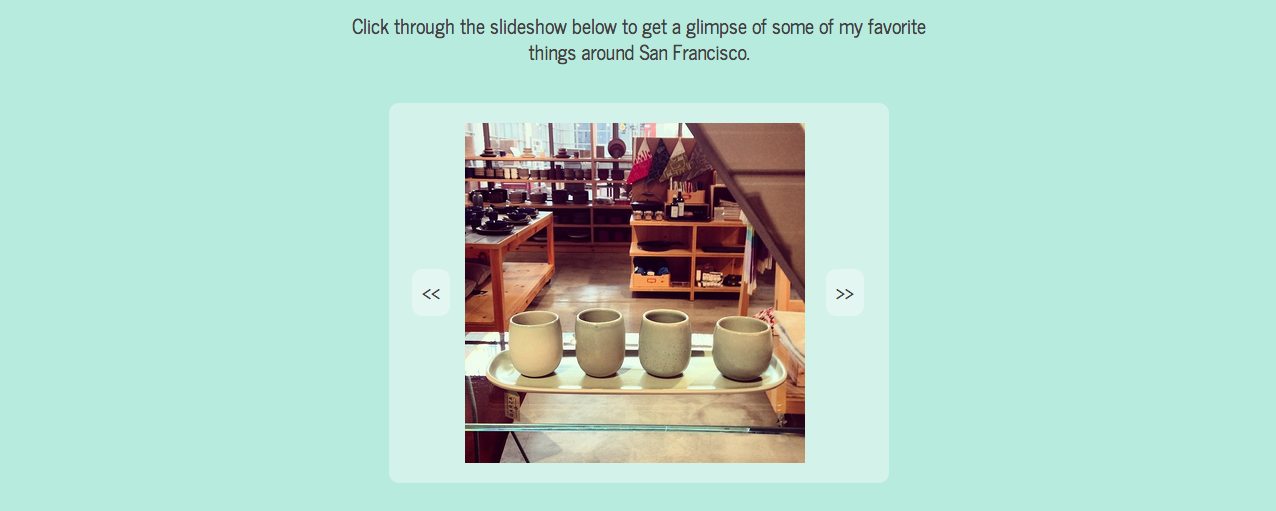 Click through the slideshow below to get a glimpse of some of my favorite
things around San Francisco.
<< >>